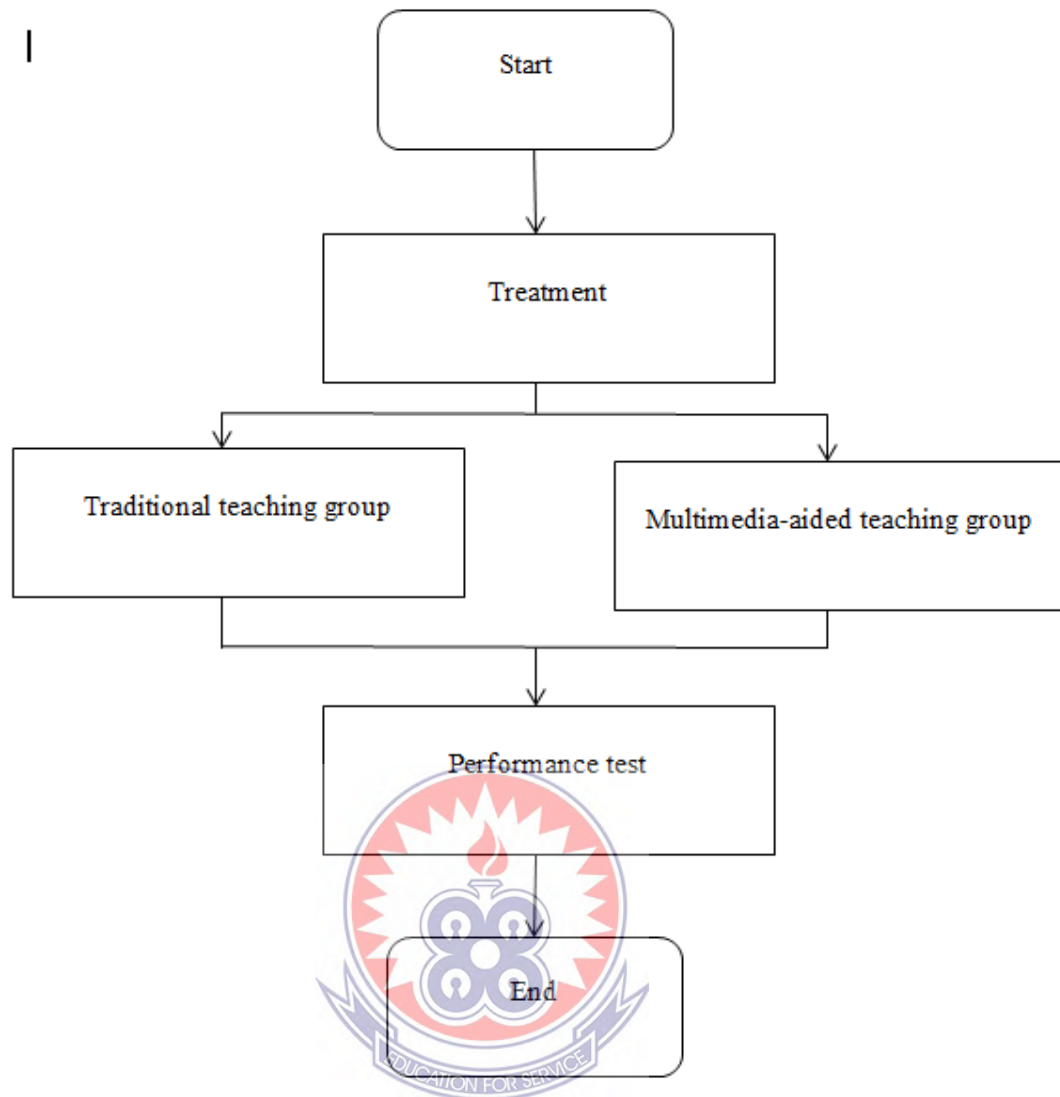 Start
Treatment
Traditional teaching group
Multimedia-aided teaching group
Performance test
End
EDUCATION FOR SERVICE